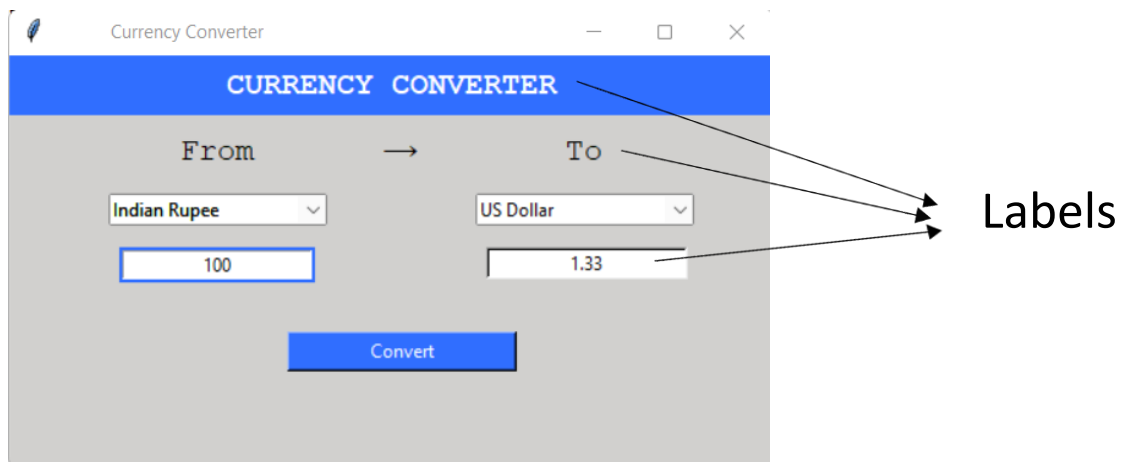 Currency Converter
CURRENCY CONVERTER
From → To
Indian Rupee US Dollar
Labels
100 1.33
Convert